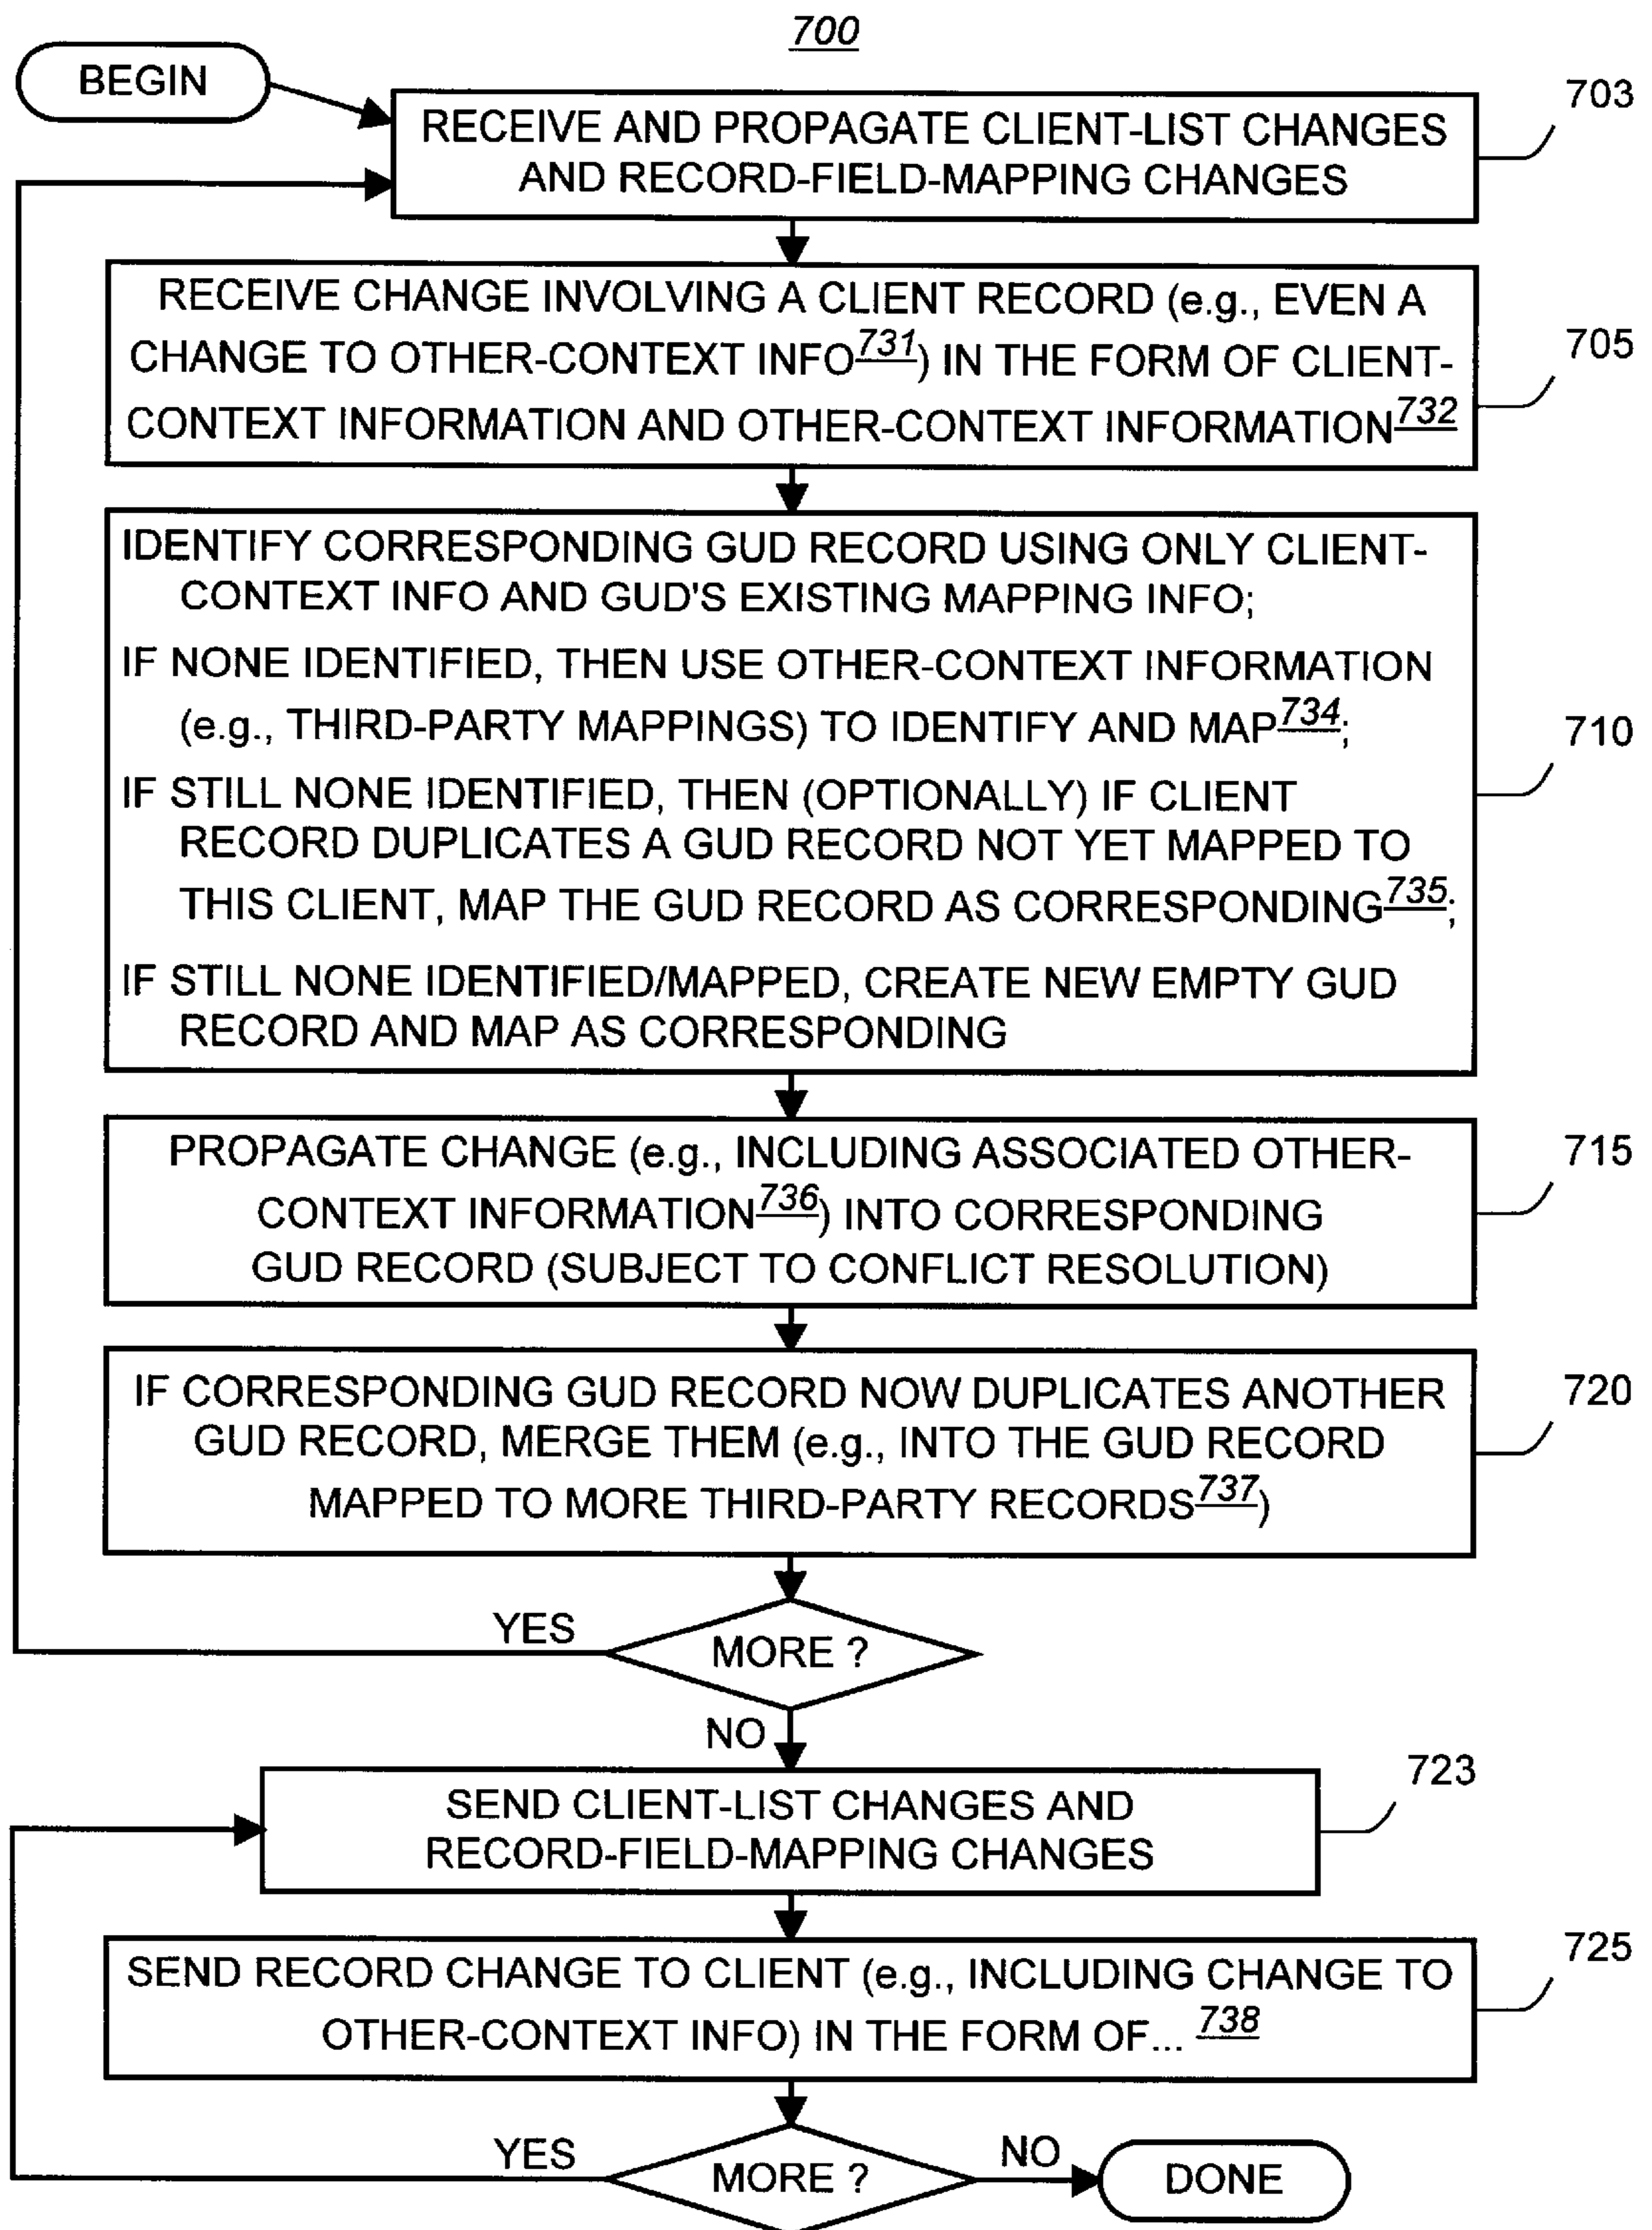 700
BEGIN
703
RECEIVE AND PROPAGATE CLIENT-LIST CHANGES
AND RECORD-FIELD-MAPPING CHANGES
RECEIVE CHANGE INVOLVING A CLIENT RECORD (e.g., EVEN A
CHANGE TO OTHER-CONTEXT INFO731) IN THE FORM OF CLIENT-
CONTEXT INFORMATION AND OTHER-CONTEXT INFORMATION732
705
IDENTIFY CORRESPONDING GUD RECORD USING ONLY CLIENT-
CONTEXT INFO AND GUD'S EXISTING MAPPING INFO;
IF NONE IDENTIFIED, THEN USE OTHER-CONTEXT INFORMATION
(e.g., THIRD-PARTY MAPPINGS) TO IDENTIFY AND MAP734;
IF STILL NONE IDENTIFIED, THEN (OPTIONALLY) IF CLIENT
RECORD DUPLICATES A GUD RECORD NOT YET MAPPED TO
THIS CLIENT, MAP THE GUD RECORD AS CORRESPONDING735;
IF STILL NONE IDENTIFIED/MAPPED, CREATE NEW EMPTY GUD
RECORD AND MAP AS CORRESPONDING
710
PROPAGATE CHANGE (e.g., INCLUDING ASSOCIATED OTHER-
CONTEXT INFORMATION736) INTO CORRESPONDING
GUD RECORD (SUBJECT TO CONFLICT RESOLUTION)
715
IF CORRESPONDING GUD RECORD NOW DUPLICATES ANOTHER
GUD RECORD, MERGE THEM (e.g., INTO THE GUD RECORD
MAPPED TO MORE THIRD-PARTY RECORDS737)
720
YES
MORE ?
NO
723
SEND CLIENT-LIST CHANGES AND
RECORD-FIELD-MAPPING CHANGES
725
SEND RECORD CHANGE TO CLIENT (e.g., INCLUDING CHANGE TO
OTHER-CONTEXT INFO) IN THE FORM OF... 738
YES
MORE ?
NO
DONE